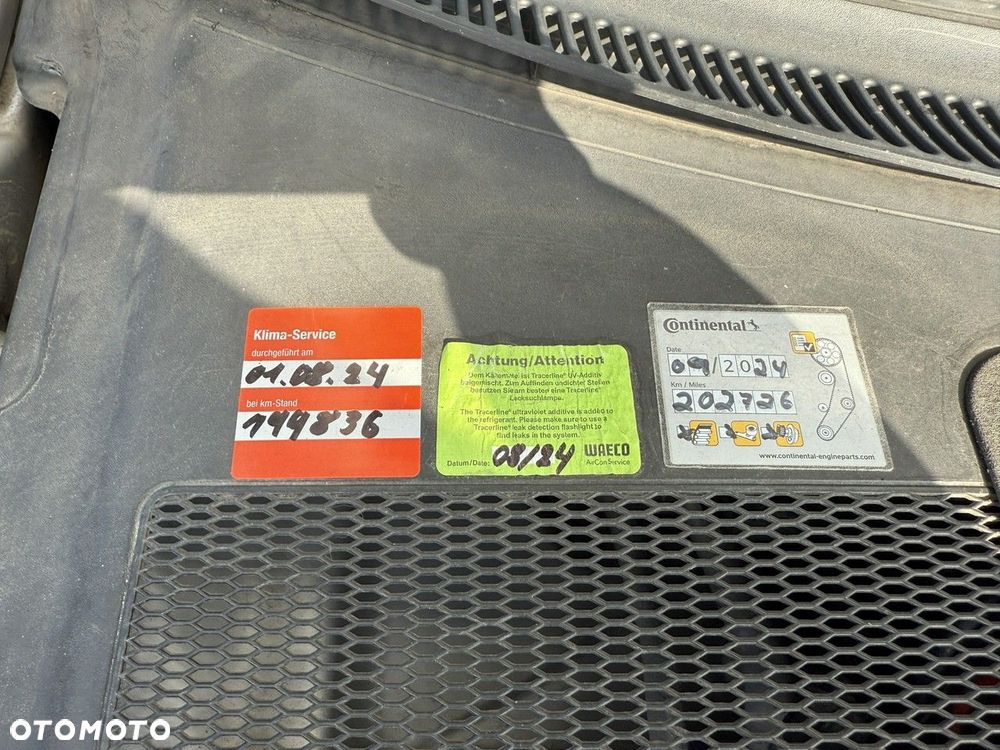 Klima-Service
durchgeführt am
01.08.24
bei km-Stand
199836
Achtung/Attention
Dem Kältemittel ist Tracerline® UV-Additiv
beigemischt. Zum Auffinden undichter Stellen
benutzen Sie am besten eine Tracerline®
Lecksuchlampe.
The Tracerline® ultraviolet additive is added to
the refrigerant. Please make sure to use a
Tracerline® leak detection flashlight to
find leaks in the system.
Datum/Date: 08/24
WAECO
AirCon Service
Continental
Date
09/2024
Km / Miles
202726
www.continental-engineparts.com
OTOMOTO